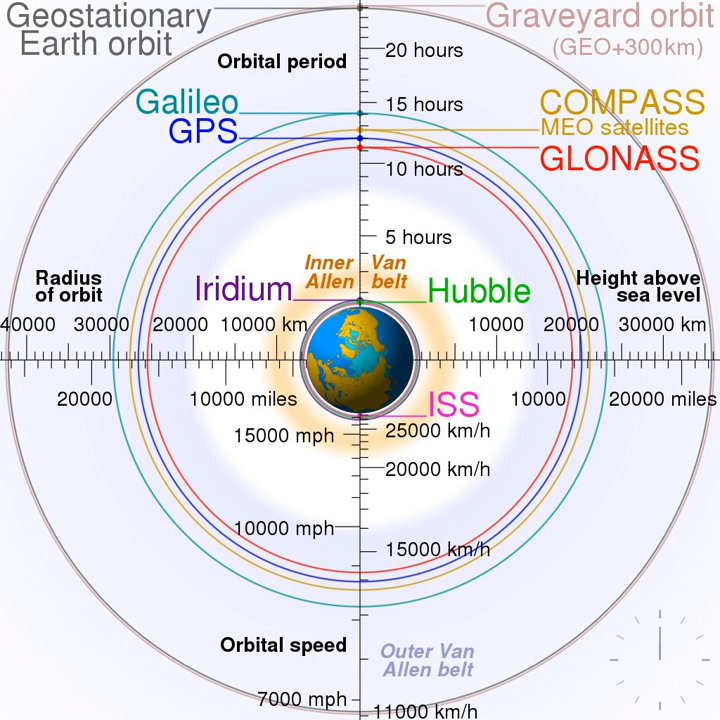 Geostationary
Earth orbit
Graveyard orbit
(GEO+300km)
Orbital period
20 hours
Galileo
15 hours
COMPASS
MEO satellites
GPS
GLONASS
10 hours
5 hours
Inner Van
Allen belt
Radius
of orbit
Height above
sea level
Iridium
Hubble
40000 30000 20000 10000 km
10000 20000 30000 km
20000 10000 miles
10000 20000 miles
ISS
15000 mph
25000 km/h
20000 km/h
10000 mph
15000 km/h
Orbital speed
Outer Van
Allen belt
7000 mph
11000 km/h